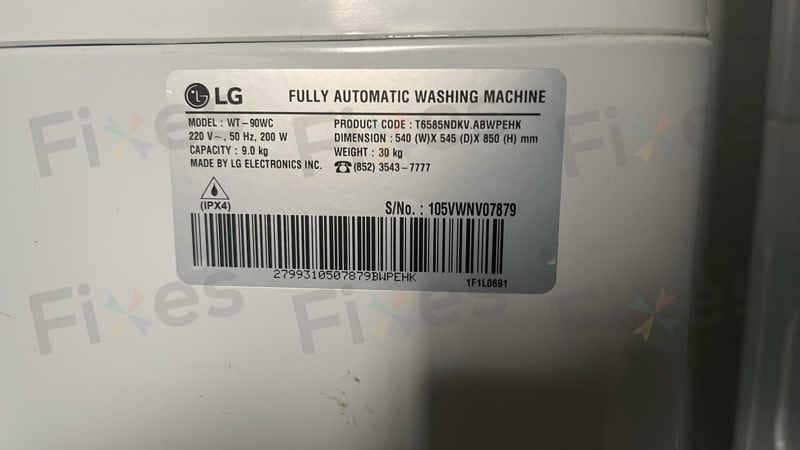 LG FULLY AUTOMATIC WASHING MACHINE
MODEL : WT-90WC PRODUCT CODE : T6585NDKV.ABWPEHK
220 V~, 50 Hz, 200 W DIMENSION : 540 (W)X 545 (D)X 850 (H) mm
CAPACITY : 9.0 kg WEIGHT : 30 kg
MADE BY LG ELECTRONICS INC. ☎(852) 3543-7777
(IPX4) S/No. : 105VWNV07879
2799310507879BWPEHK
1F1L0691
Fixes
Fixes
Fixes
Fixes
Fixes
Fixes